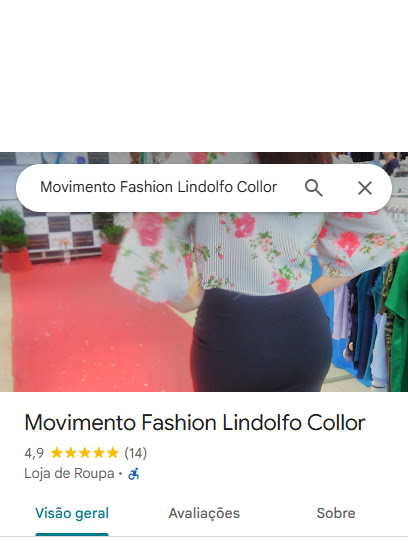 Movimento Fashion Lindolfo Collor
Movimento Fashion Lindolfo Collor
4,9 (14)
Loja de Roupa ·
Visão geral Avaliações Sobre